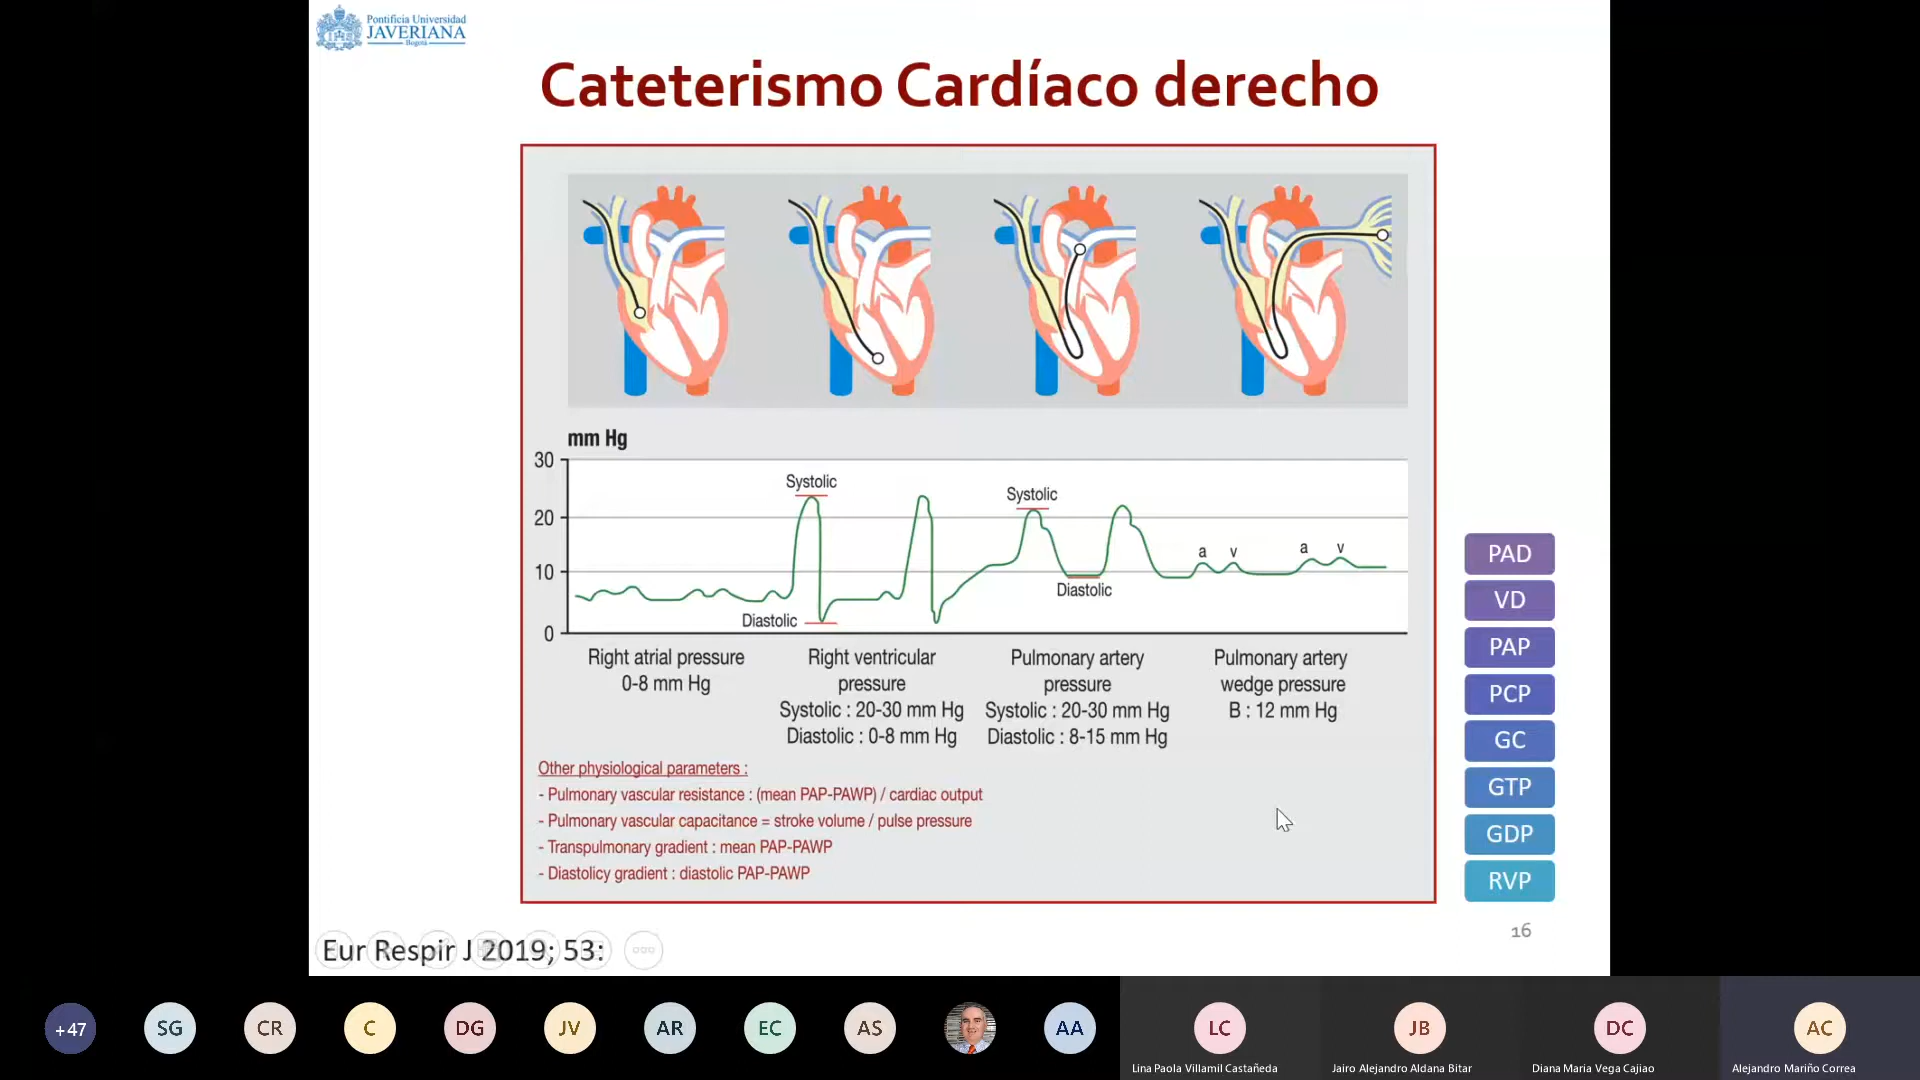 Pontificia Universidad
JAVERIANA
Bogotá
Cateterismo Cardíaco derecho
mm Hg
30
20
10
0
Systolic
Diastolic
Systolic
Diastolic
a v
a v
Right atrial pressure
0-8 mm Hg
Right ventricular
pressure
Systolic : 20-30 mm Hg
Diastolic : 0-8 mm Hg
Pulmonary artery
pressure
Systolic : 20-30 mm Hg
Diastolic : 8-15 mm Hg
Pulmonary artery
wedge pressure
B : 12 mm Hg
Other physiological parameters :
- Pulmonary vascular resistance : (mean PAP-PAWP) / cardiac output
- Pulmonary vascular capacitance = stroke volume / pulse pressure
- Transpulmonary gradient : mean PAP-PAWP
- Diastolicy gradient : diastolic PAP-PAWP
PAD
VD
PAP
PCP
GC
GTP
GDP
RVP
16
Eur Respir J 2019; 53:
+47
SG
CR
C
DG
JV
AR
EC
AS
AA
LC
Lina Paola Villamil Castañeda
JB
Jairo Alejandro Aldana Bitar
DC
Diana Maria Vega Cajiao
AC
Alejandro Mariño Correa